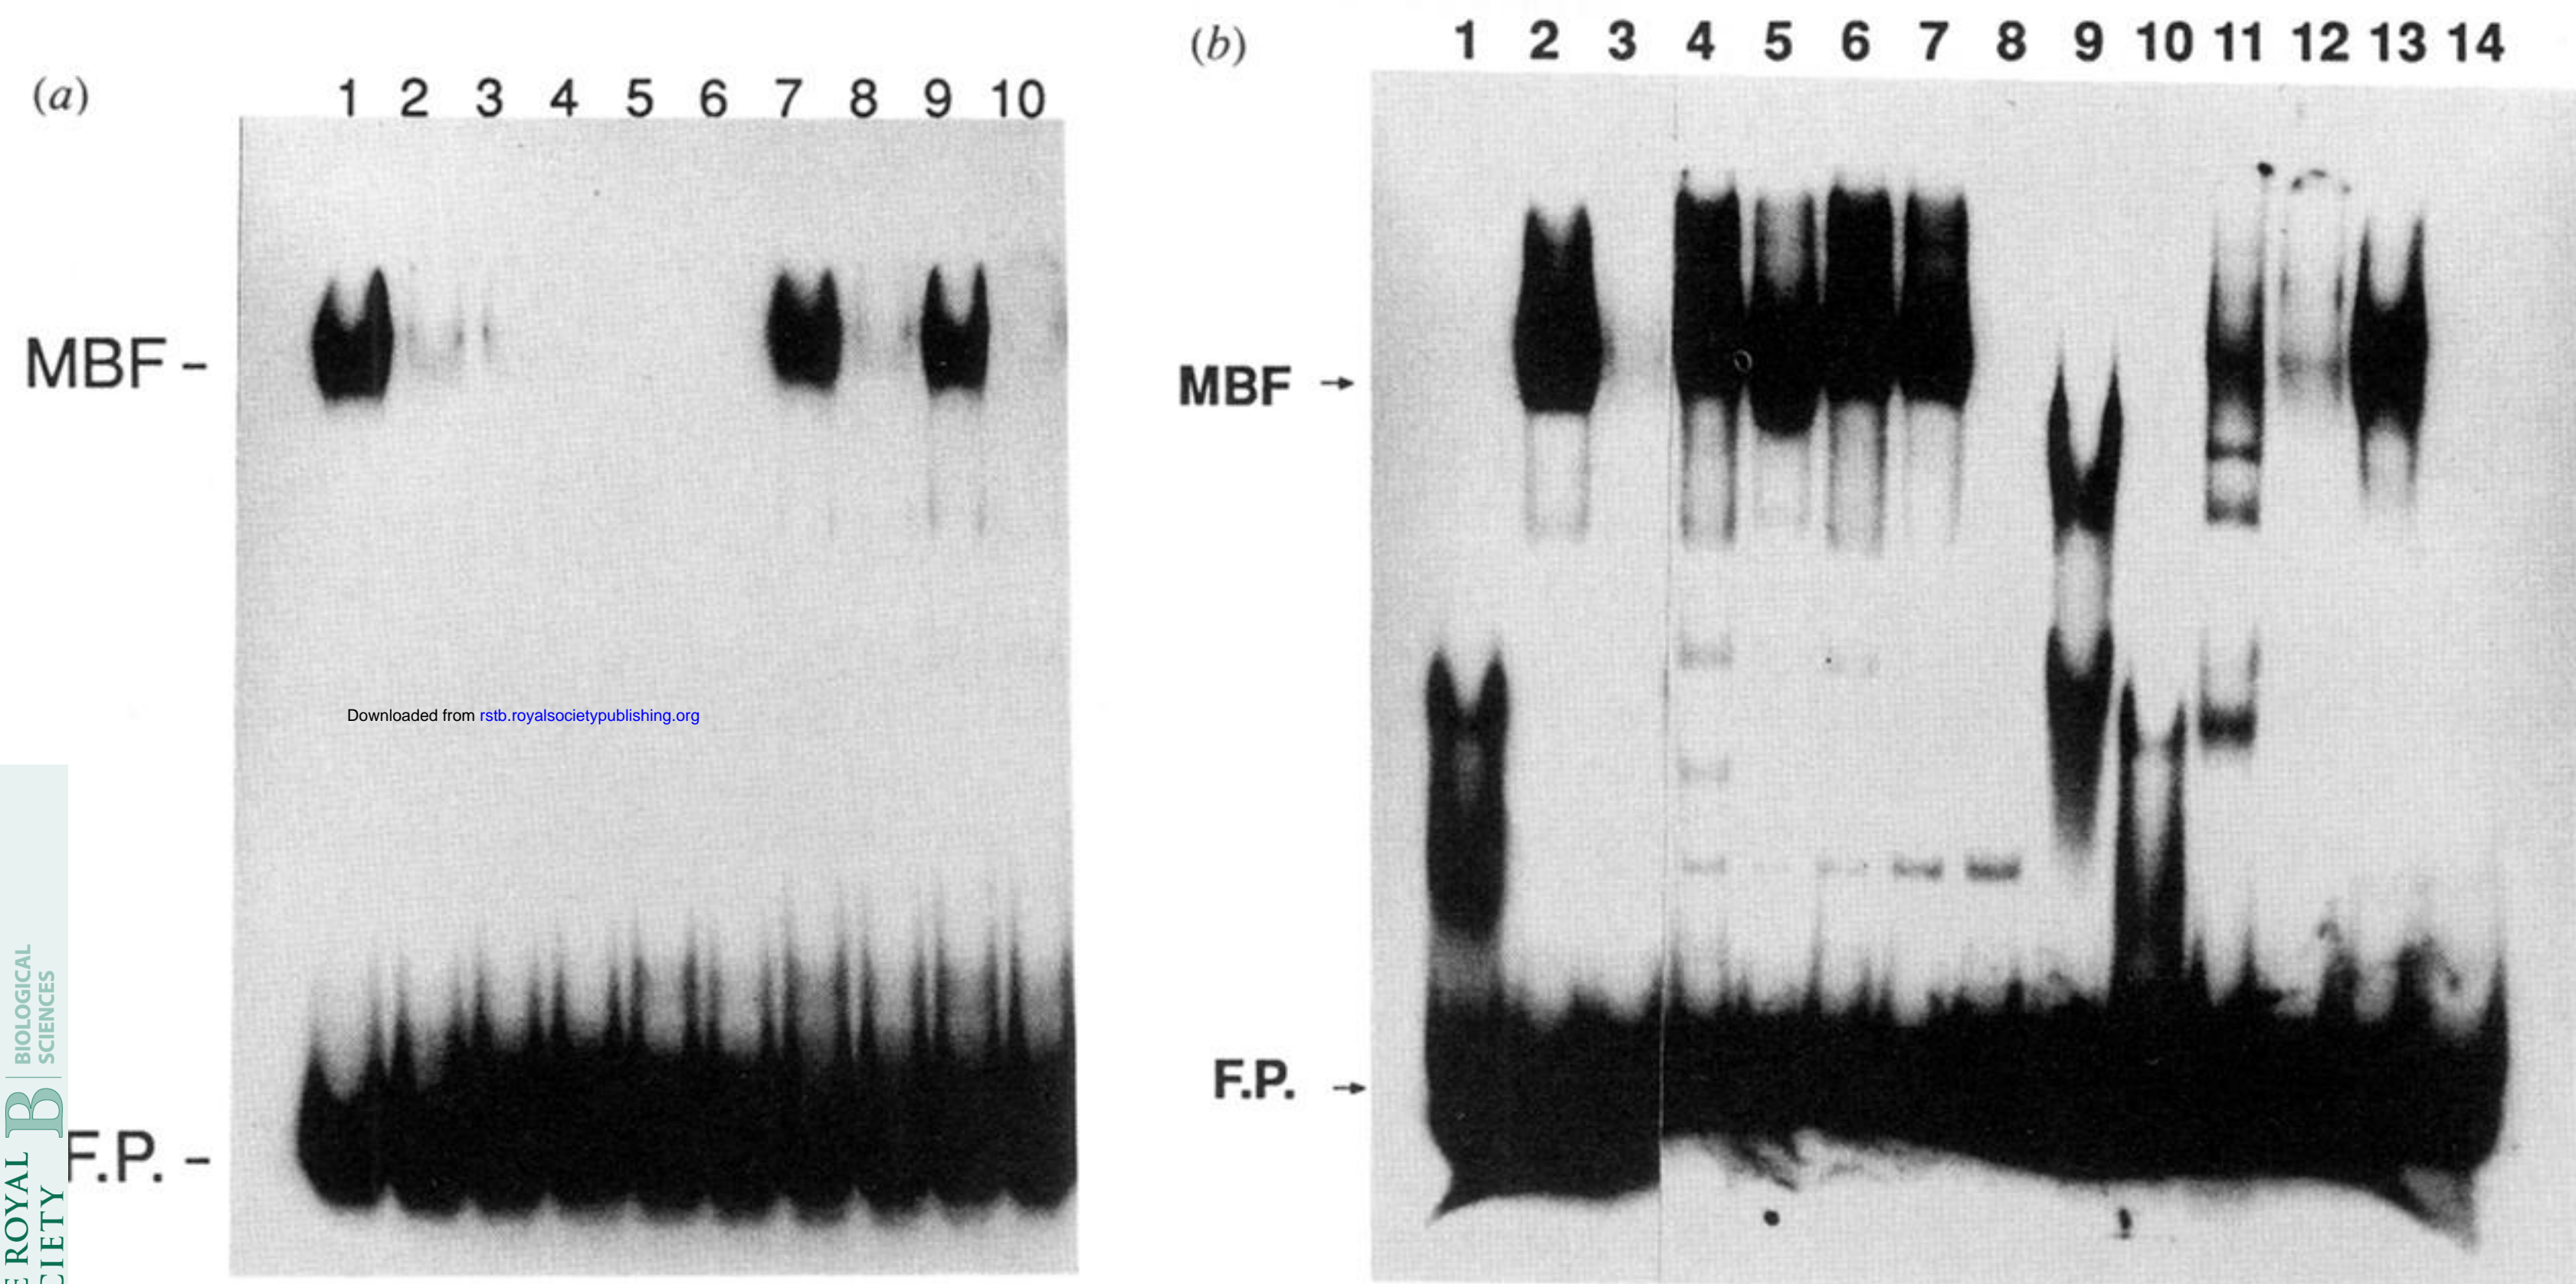 (a)
1 2 3 4 5 6 7 8 9 10
MBF -
F.P. -
(b)
1 2 3 4 5 6 7 8 9 10 11 12 13 14
MBF →
F.P. →
Downloaded from rstb.royalsocietypublishing.org
BIOLOGICAL
SCIENCES
B
ROYAL